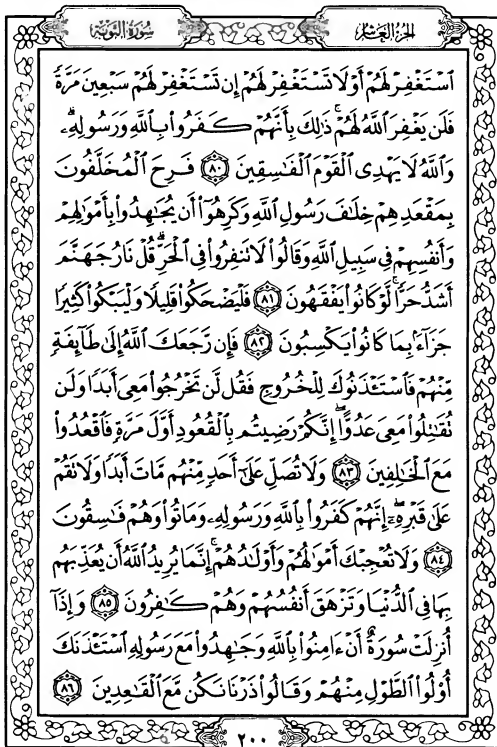 سُورَةُ التَّوْبَةِ
الجُزْءُ العَاشِرُ
ٱسْتَغْفِرْ لَهُمْ أَوْ لَا تَسْتَغْفِرْ لَهُمْ إِن تَسْتَغْفِرْ لَهُمْ سَبْعِينَ مَرَّةً
فَلَن يَغْفِرَ ٱللَّهُ لَهُمْ ۚ ذَٰلِكَ بِأَنَّهُمْ كَفَرُوا۟ بِٱللَّهِ وَرَسُولِهِۦ ۗ
وَٱللَّهُ لَا يَهْدِى ٱلْقَوْمَ ٱلْفَـٰسِقِينَ ٨٠ فَرِحَ ٱلْمُخَلَّفُونَ
بِمَقْعَدِهِمْ خِلَـٰفَ رَسُولِ ٱللَّهِ وَكَرِهُوٓا۟ أَن يُجَـٰهِدُوا۟ بِأَمْوَٰلِهِمْ
وَأَنفُسِهِمْ فِى سَبِيلِ ٱللَّهِ وَقَالُوا۟ لَا تَنفِرُوا۟ فِى ٱلْحَرِّ ۗ قُلْ نَارُ جَهَنَّمَ
أَشَدُّ حَرًّا ۚ لَّوْ كَانُوا۟ يَفْقَهُونَ ٨١ فَلْيَضْحَكُوا۟ قَلِيلًا وَلْيَبْكُوا۟ كَثِيرًا
جَزَآءًۢ بِمَا كَانُوا۟ يَكْسِبُونَ ٨٢ فَإِن رَّجَعَكَ ٱللَّهُ إِلَىٰ طَآئِفَةٍ
مِّنْهُمْ فَٱسْتَـْٔذَنُوكَ لِلْخُرُوجِ فَقُل لَّن تَخْرُجُوا۟ مَعِىَ أَبَدًا وَلَن
تُقَـٰتِلُوا۟ مَعِىَ عَدُوًّا ۖ إِنَّكُمْ رَضِيتُم بِٱلْقُعُودِ أَوَّلَ مَرَّةٍ فَٱقْعُدُوا۟
مَعَ ٱلْخَـٰلِفِينَ ٨٣ وَلَا تُصَلِّ عَلَىٰٓ أَحَدٍ مِّنْهُم مَّاتَ أَبَدًا وَلَا تَقُمْ
عَلَىٰ قَبْرِهِۦٓ ۖ إِنَّهُمْ كَفَرُوا۟ بِٱللَّهِ وَرَسُولِهِۦ وَمَاتُوا۟ وَهُمْ فَـٰسِقُونَ
٨٤ وَلَا تُعْجِبْكَ أَمْوَٰلُهُمْ وَأَوْلَـٰدُهُمْ ۚ إِنَّمَا يُرِيدُ ٱللَّهُ أَن يُعَذِّبَهُم
بِهَا فِى ٱلدُّنْيَا وَتَزْهَقَ أَنفُسُهُمْ وَهُمْ كَـٰفِرُونَ ٨٥ وَإِذَآ
أُنزِلَتْ سُورَةٌ أَنْ ءَامِنُوا۟ بِٱللَّهِ وَجَـٰهِدُوا۟ مَعَ رَسُولِهِ ٱسْتَـْٔذَنَكَ
أُو۟لُوا۟ ٱلطَّوْلِ مِنْهُمْ وَقَالُوا۟ ذَرْنَا نَكُن مَّعَ ٱلْقَـٰعِدِينَ ٨٦
٢٠٠